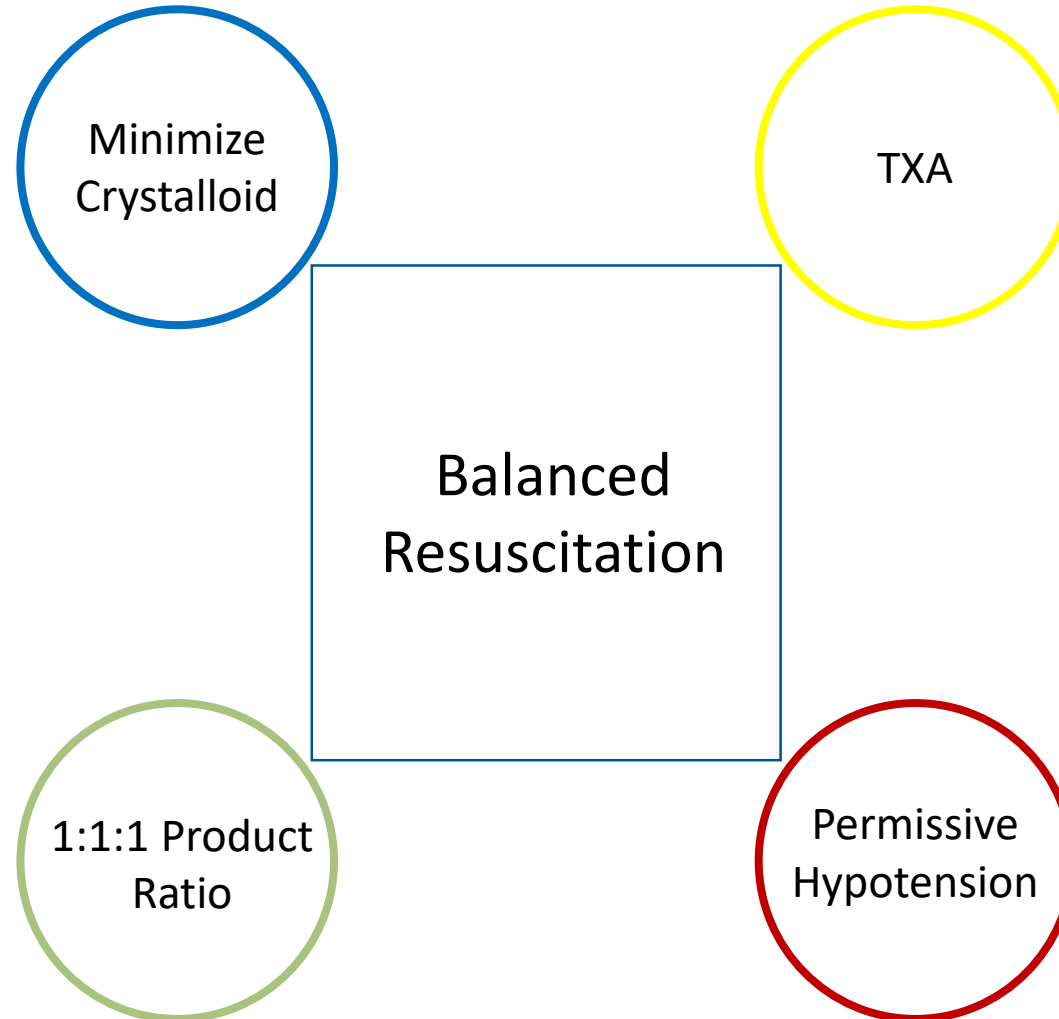 Minimize
Crystalloid
TXA
Balanced
Resuscitation
1:1:1 Product
Ratio
Permissive
Hypotension